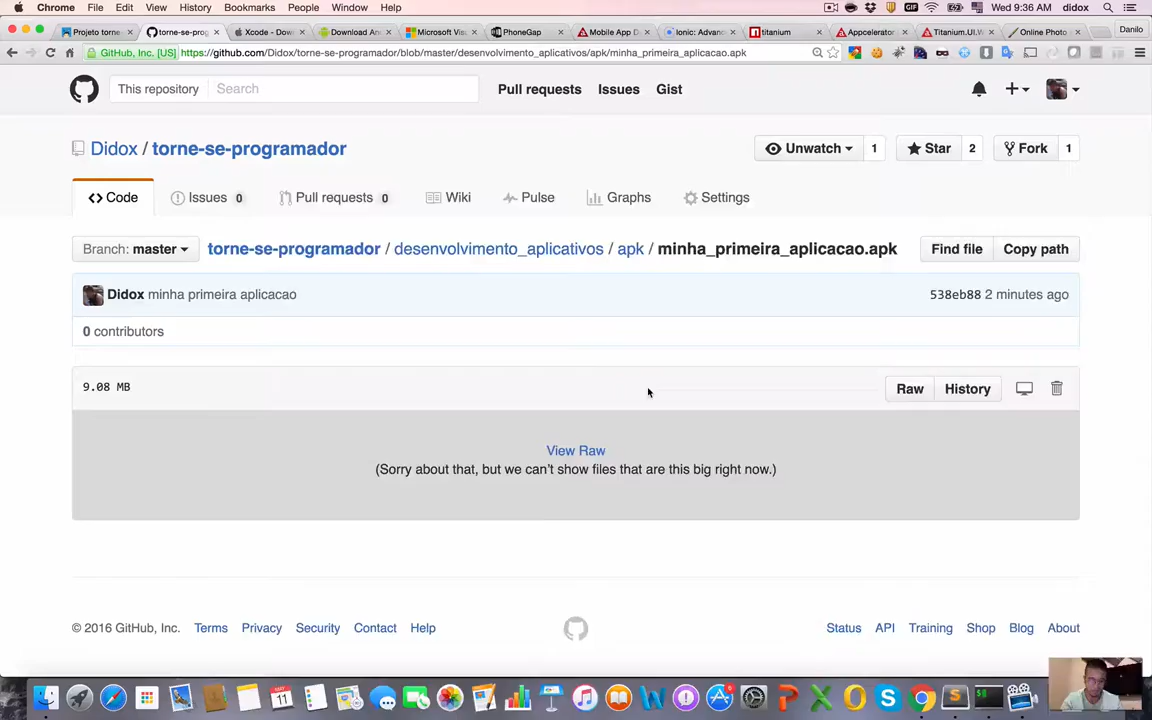 Chrome File Edit View History Bookmarks People Window Help
GIF Wed 9:36 AM didox
Projeto torne-
torne-se-prog
Xcode - Down
Download An
Microsoft Visu
PhoneGap
Mobile App D
Ionic: Advanc
titanium
Appcelerator
Titanium.UI.W
Online Photo
Danilo
GitHub, Inc. [US] https://github.com/Didox/torne-se-programador/blob/master/desenvolvimento_aplicativos/apk/minha_primeira_aplicacao.apk
This repository Search Pull requests Issues Gist
Didox / torne-se-programador Unwatch 1 Star 2 Fork 1
Code Issues 0 Pull requests 0 Wiki Pulse Graphs Settings
Branch: master torne-se-programador / desenvolvimento_aplicativos / apk / minha_primeira_aplicacao.apk Find file Copy path
Didox minha primeira aplicacao 538eb88 2 minutes ago
0 contributors
9.08 MB Raw History
View Raw
(Sorry about that, but we can't show files that are this big right now.)
© 2016 GitHub, Inc. Terms Privacy Security Contact Help Status API Training Shop Blog About
11